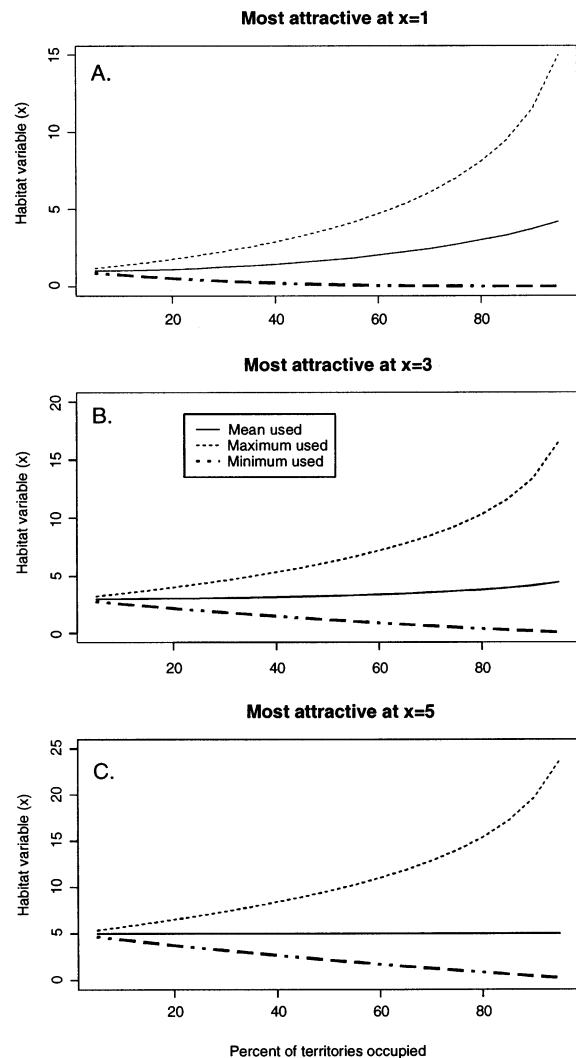 Most attractive at x=1
A.
Habitat variable (x)
15
10
5
0
20 40 60 80
Most attractive at x=3
B.
Habitat variable (x)
20
15
10
5
0
Mean used
Maximum used
Minimum used
20 40 60 80
Most attractive at x=5
C.
Habitat variable (x)
25
20
15
10
5
0
20 40 60 80
Percent of territories occupied